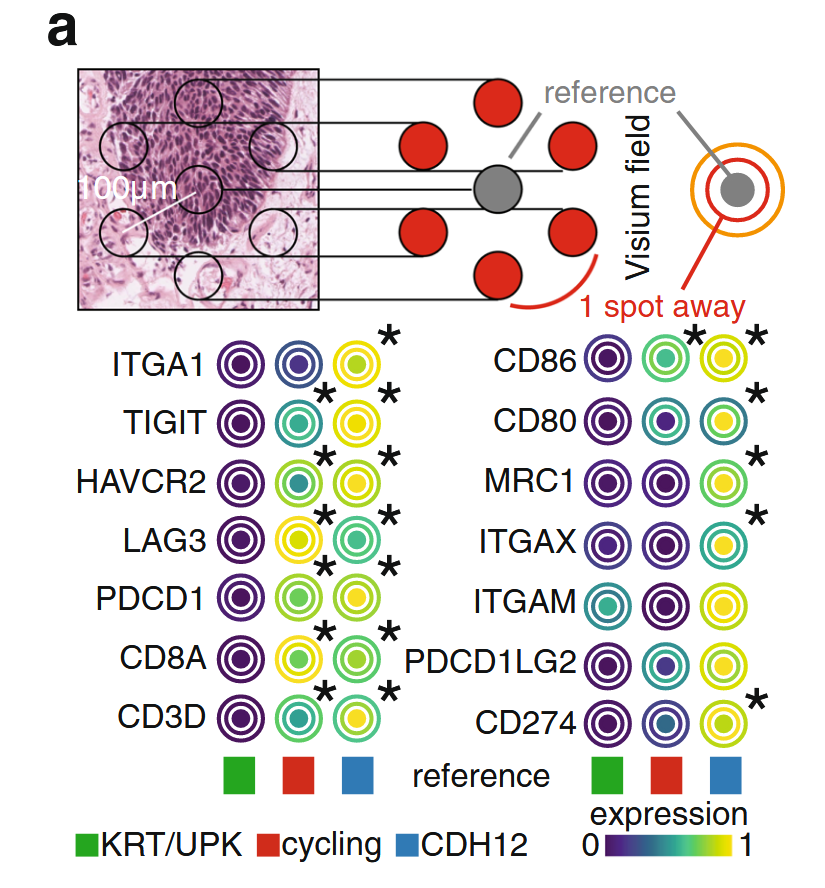 a
reference
100µm
Visium field
1 spot away
ITGA1 * CD86 * *
TIGIT * * CD80 *
HAVCR2 * * MRC1 *
LAG3 * * ITGAX *
PDCD1 * * ITGAM
CD8A * * PDCD1LG2
CD3D * * CD274 *
reference
expression
KRT/UPK cycling CDH12 0 1